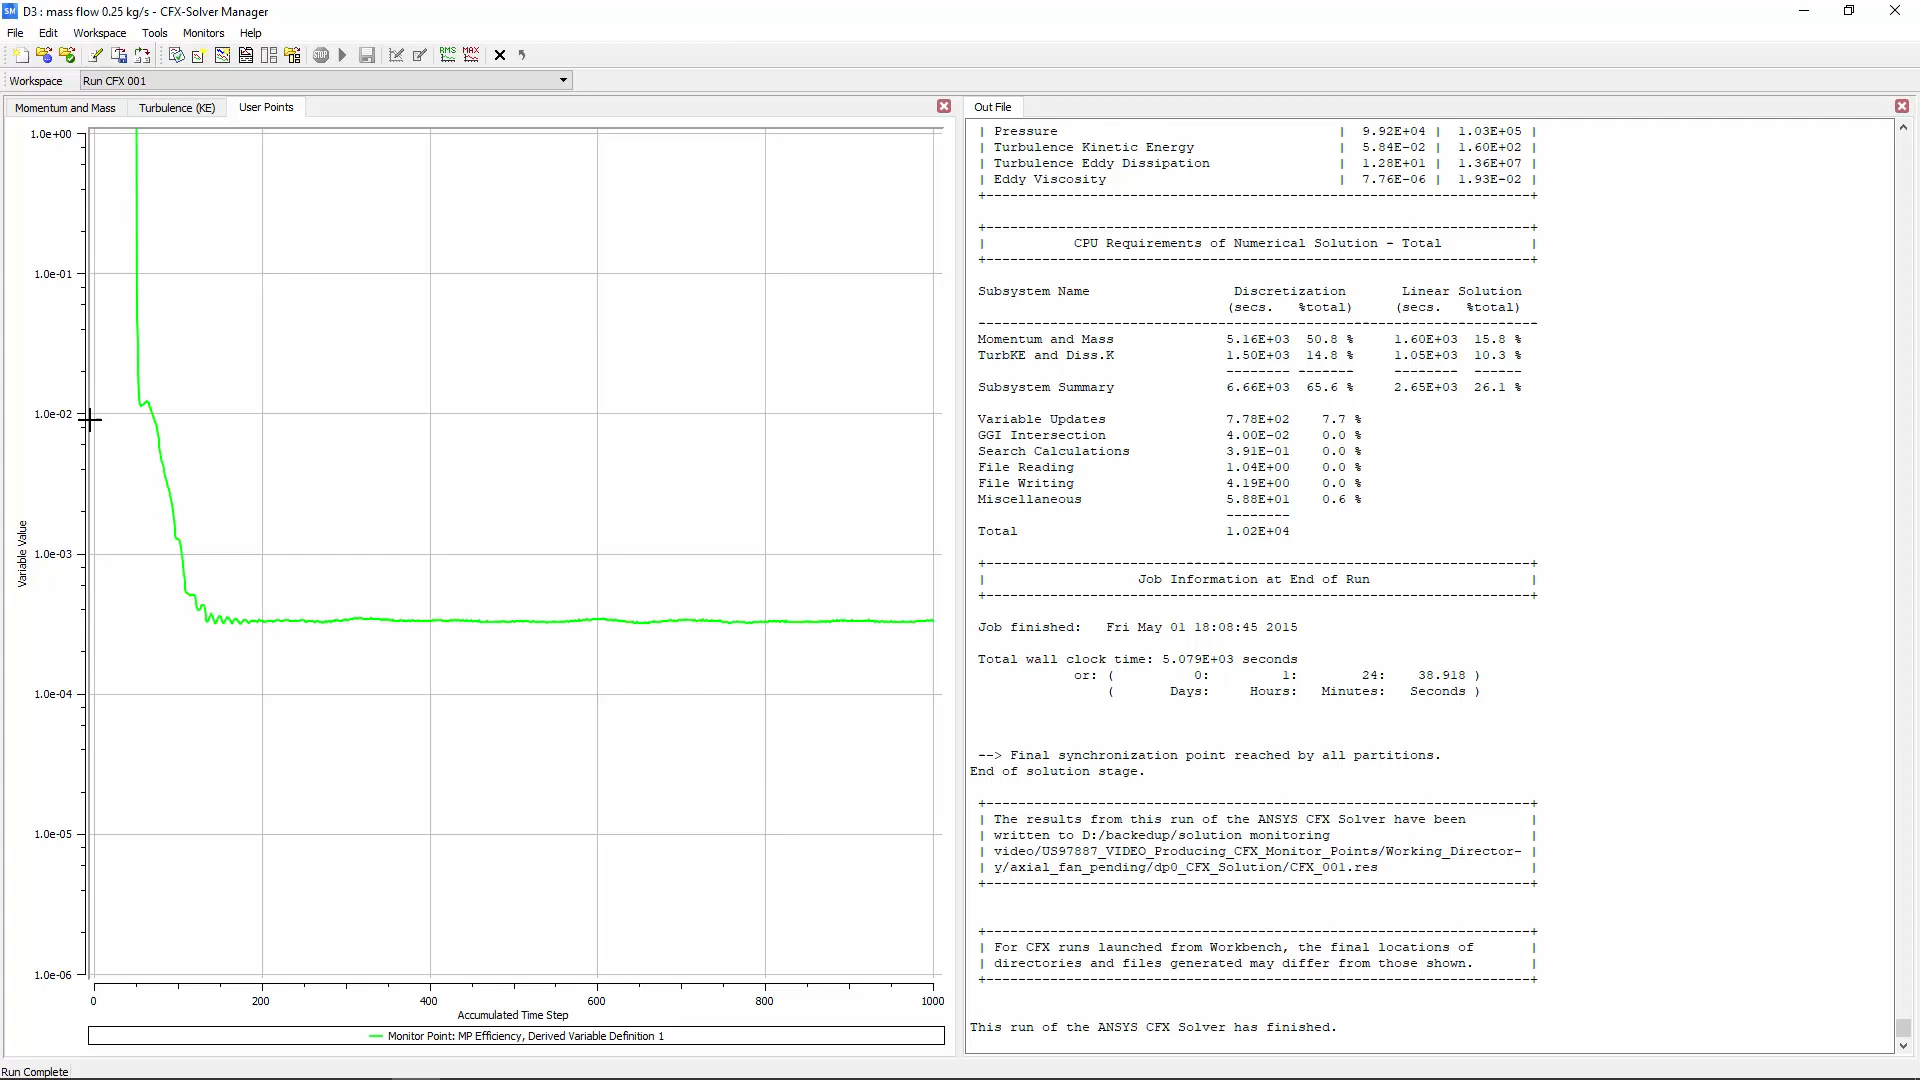 SM D3 : mass flow 0.25 kg/s - CFX-Solver Manager
File Edit Workspace Tools Monitors Help
STOP RMS MAX
Workspace Run CFX 001
Momentum and Mass Turbulence (KE) User Points
1.0e+00
1.0e-01
1.0e-02
1.0e-03
1.0e-04
1.0e-05
1.0e-06
Variable Value
0 200 400 600 800 1000
Accumulated Time Step
Monitor Point: MP Efficiency, Derived Variable Definition 1
Out File
| Pressure | 9.92E+04 | 1.03E+05 |
| Turbulence Kinetic Energy | 5.84E-02 | 1.60E+02 |
| Turbulence Eddy Dissipation | 1.28E+01 | 1.36E+07 |
| Eddy Viscosity | 7.76E-06 | 1.93E-02 |
+--------------------------------------------------------------------+
+--------------------------------------------------------------------+
| CPU Requirements of Numerical Solution - Total |
+--------------------------------------------------------------------+
Subsystem Name Discretization Linear Solution
(secs. %total) (secs. %total)
----------------------------------------------------------------------
Momentum and Mass 5.16E+03 50.8 % 1.60E+03 15.8 %
TurbKE and Diss.K 1.50E+03 14.8 % 1.05E+03 10.3 %
-------- ------- -------- ------
Subsystem Summary 6.66E+03 65.6 % 2.65E+03 26.1 %
Variable Updates 7.78E+02 7.7 %
GGI Intersection 4.00E-02 0.0 %
Search Calculations 3.91E-01 0.0 %
File Reading 1.04E+00 0.0 %
File Writing 4.19E+00 0.0 %
Miscellaneous 5.88E+01 0.6 %
--------
Total 1.02E+04
+--------------------------------------------------------------------+
| Job Information at End of Run |
+--------------------------------------------------------------------+
Job finished: Fri May 01 18:08:45 2015
Total wall clock time: 5.079E+03 seconds
or: ( 0: 1: 24: 38.918 )
( Days: Hours: Minutes: Seconds )
--> Final synchronization point reached by all partitions.
End of solution stage.
+--------------------------------------------------------------------+
| The results from this run of the ANSYS CFX Solver have been |
| written to D:/backedup/solution monitoring |
| video/US97887_VIDEO_Producing_CFX_Monitor_Points/Working_Director- |
| y/axial_fan_pending/dp0_CFX_Solution/CFX_001.res |
+--------------------------------------------------------------------+
+--------------------------------------------------------------------+
| For CFX runs launched from Workbench, the final locations of |
| directories and files generated may differ from those shown. |
+--------------------------------------------------------------------+
This run of the ANSYS CFX Solver has finished.
Run Complete